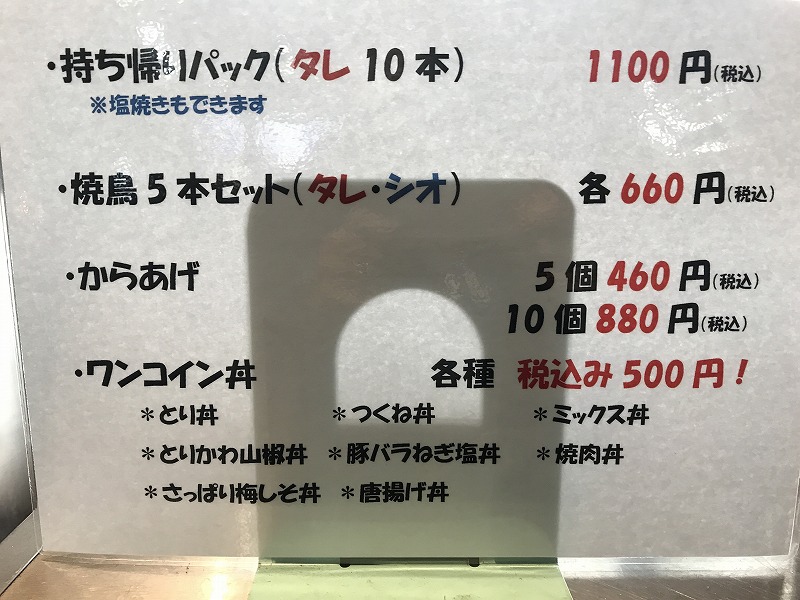 ・持ち帰りパック(タレ10本) 1100円(税込)
※塩焼きもできます
・焼鳥5本セット(タレ・シオ) 各660円(税込)
・からあげ 5個460円(税込)
10個880円(税込)
・ワンコイン丼 各種 税込み500円!
＊とり丼 ＊つくね丼 ＊ミックス丼
＊とりかわ山椒丼 ＊豚バラねぎ塩丼 ＊焼肉丼
＊さっぱり梅しそ丼 ＊唐揚げ丼